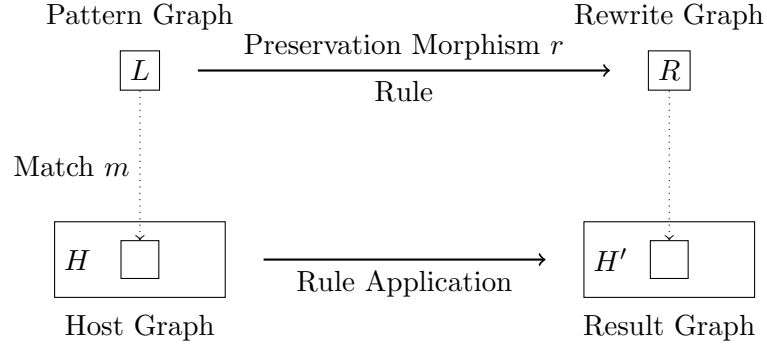 Pattern Graph
Rewrite Graph
Preservation Morphism r
L
R
Rule
Match m
H
H′
Rule Application
Host Graph
Result Graph